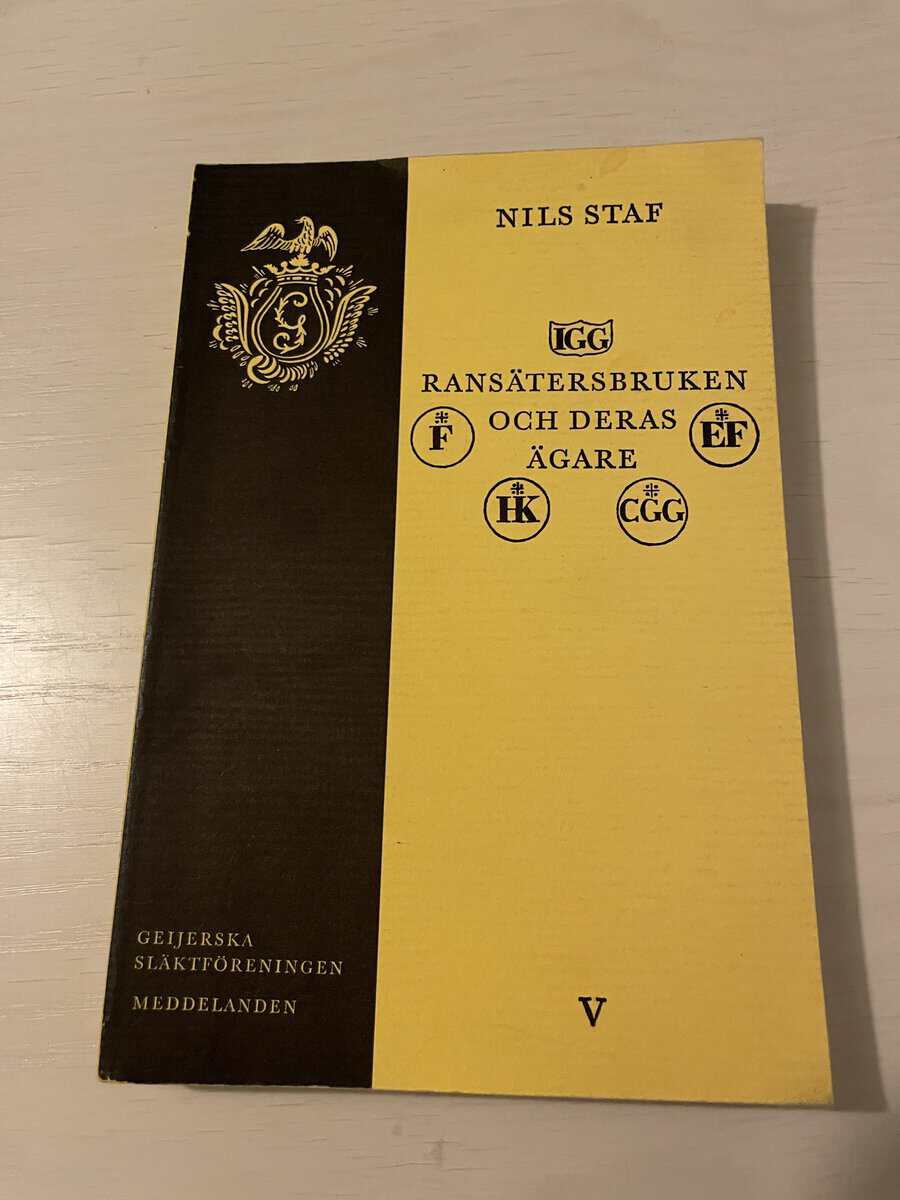 NILS STAF
IGG
RANSÄTERSBRUKEN
OCH DERAS
ÄGARE
F
EF
HK
CGG
G
GEIJERSKA
SLÄKTFÖRENINGEN
MEDDELANDEN
V